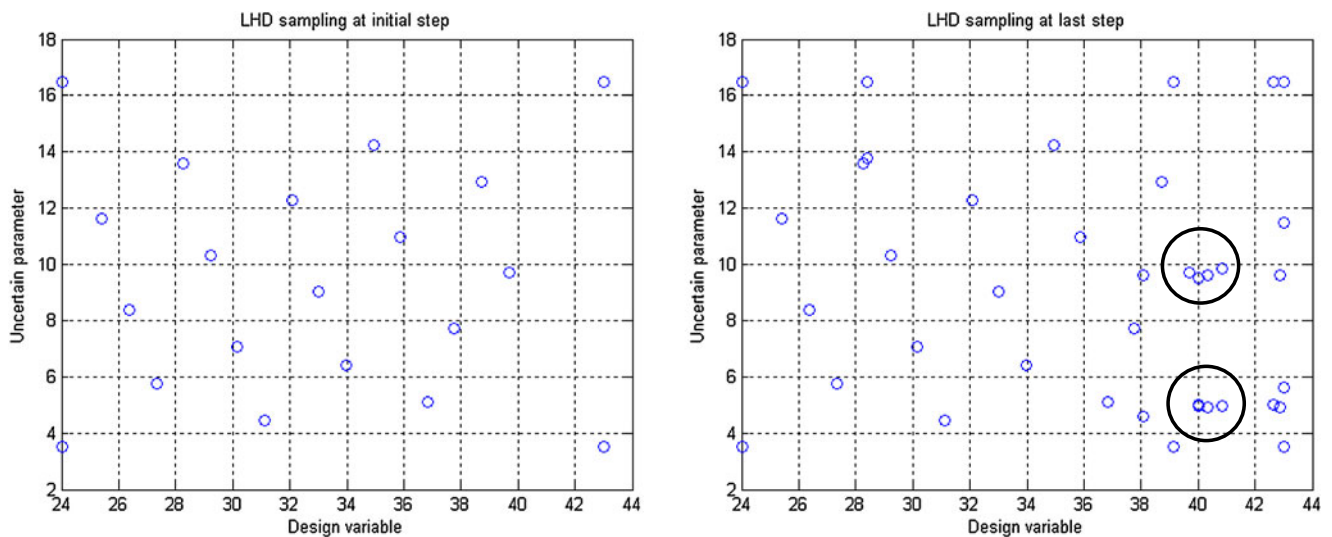 LHD sampling at initial step
18
16
14
12
10
8
6
4
2
Uncertain parameter
24 26 28 30 32 34 36 38 40 42 44
Design variable
LHD sampling at last step
18
16
14
12
10
8
6
4
2
Uncertain parameter
24 26 28 30 32 34 36 38 40 42 44
Design variable